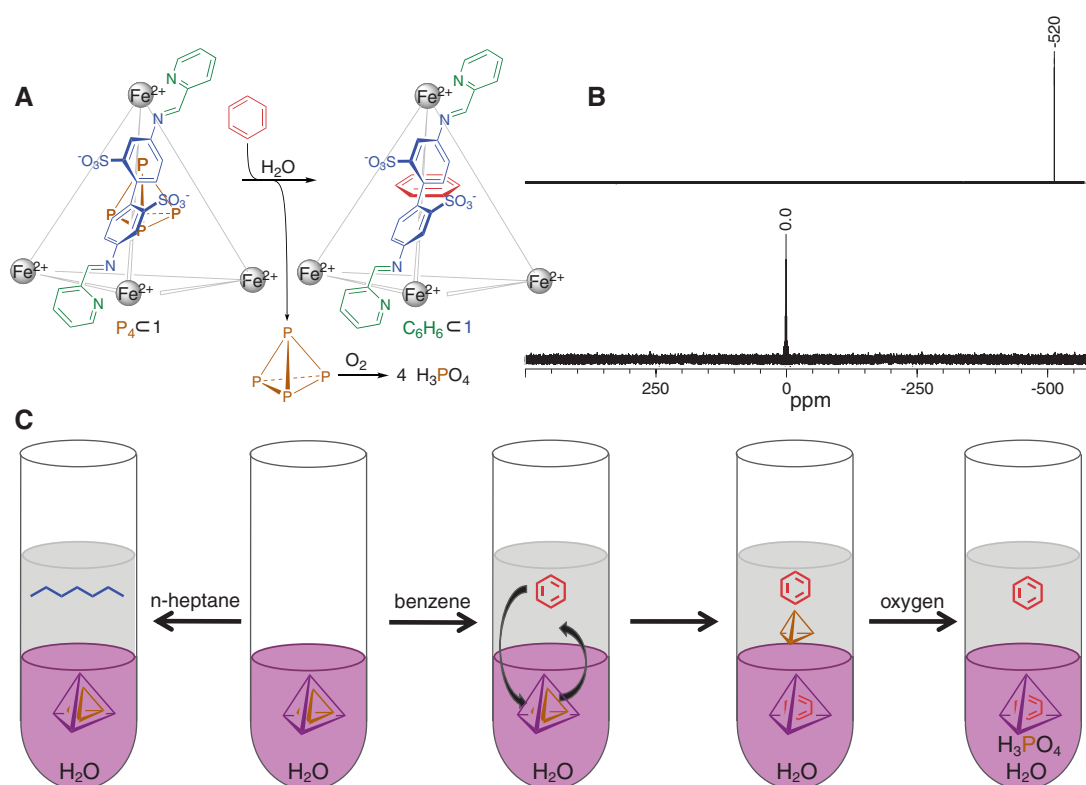 A
Fe²⁺
N
N
⁻O₃S
SO₃⁻
P
P
P
P
N
N
Fe²⁺
Fe²⁺
Fe²⁺
P₄⊂1
H₂O
Fe²⁺
N
N
⁻O₃S
SO₃⁻
N
N
Fe²⁺
Fe²⁺
Fe²⁺
C₆H₆⊂1
P
P
P
P
O₂
4 H₃PO₄
B
-520
0.0
250 0 -250 -500
ppm
C
n-heptane
benzene
oxygen
H₂O
H₂O
H₂O
H₂O
H₃PO₄
H₂O